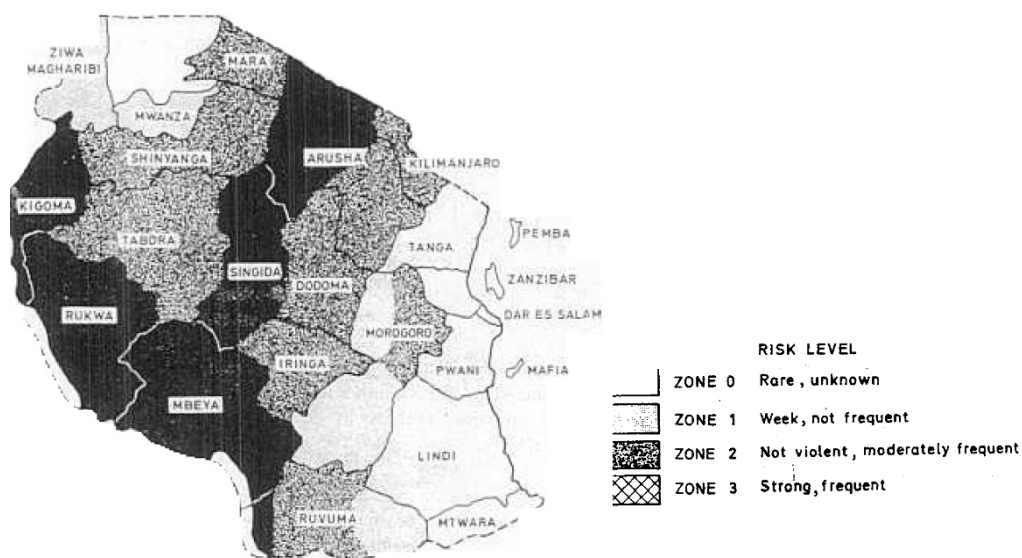 ZIWA
MAGHARIBI
MARA
MWANZA
SHINYANGA
ARUSHA
KILIMANJARO
KIGOMA
TABORA
TANGA
PEMBA
SINGIDA
DODOMA
ZANZIBAR
RUKWA
MOROGORO
DAR ES SALAM
IRINGA
PWANI
MAFIA
MBEYA
LINDI
RUVUMA
MTWARA
RISK LEVEL
ZONE 0 Rare, unknown
ZONE 1 Week, not frequent
ZONE 2 Not violent, moderately frequent
ZONE 3 Strong, frequent